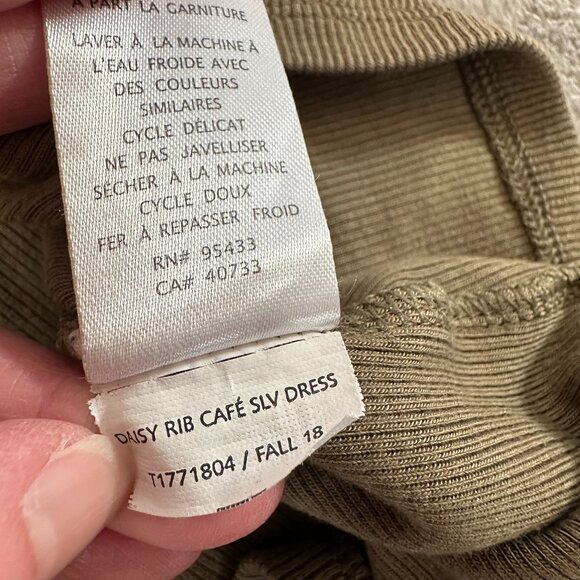 À PART LA GARNITURE
LAVER À LA MACHINE À
L'EAU FROIDE AVEC
DES COULEURS
SIMILAIRES
CYCLE DÉLICAT
NE PAS JAVELLISER
SÉCHER À LA MACHINE
CYCLE DOUX
FER À REPASSER FROID
RN# 95433
CA# 40733
DAISY RIB CAFÉ SLV DRESS
T1771804 / FALL 18